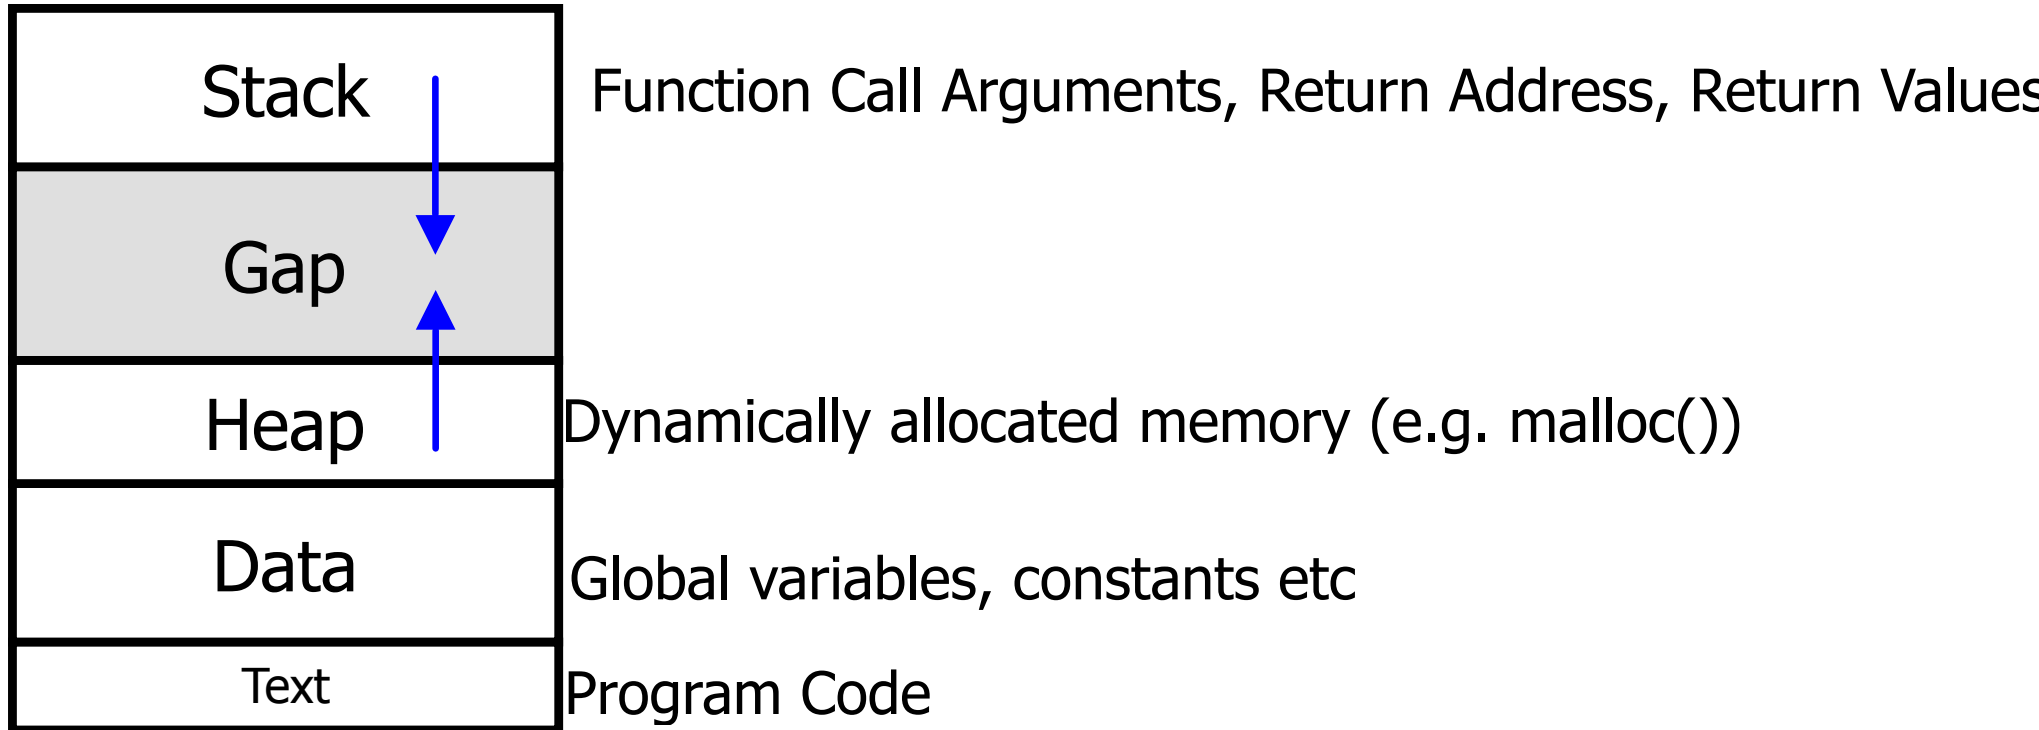 Stack Function Call Arguments, Return Address, Return Values
Gap
Heap Dynamically allocated memory (e.g. malloc())
Data Global variables, constants etc
Text Program Code